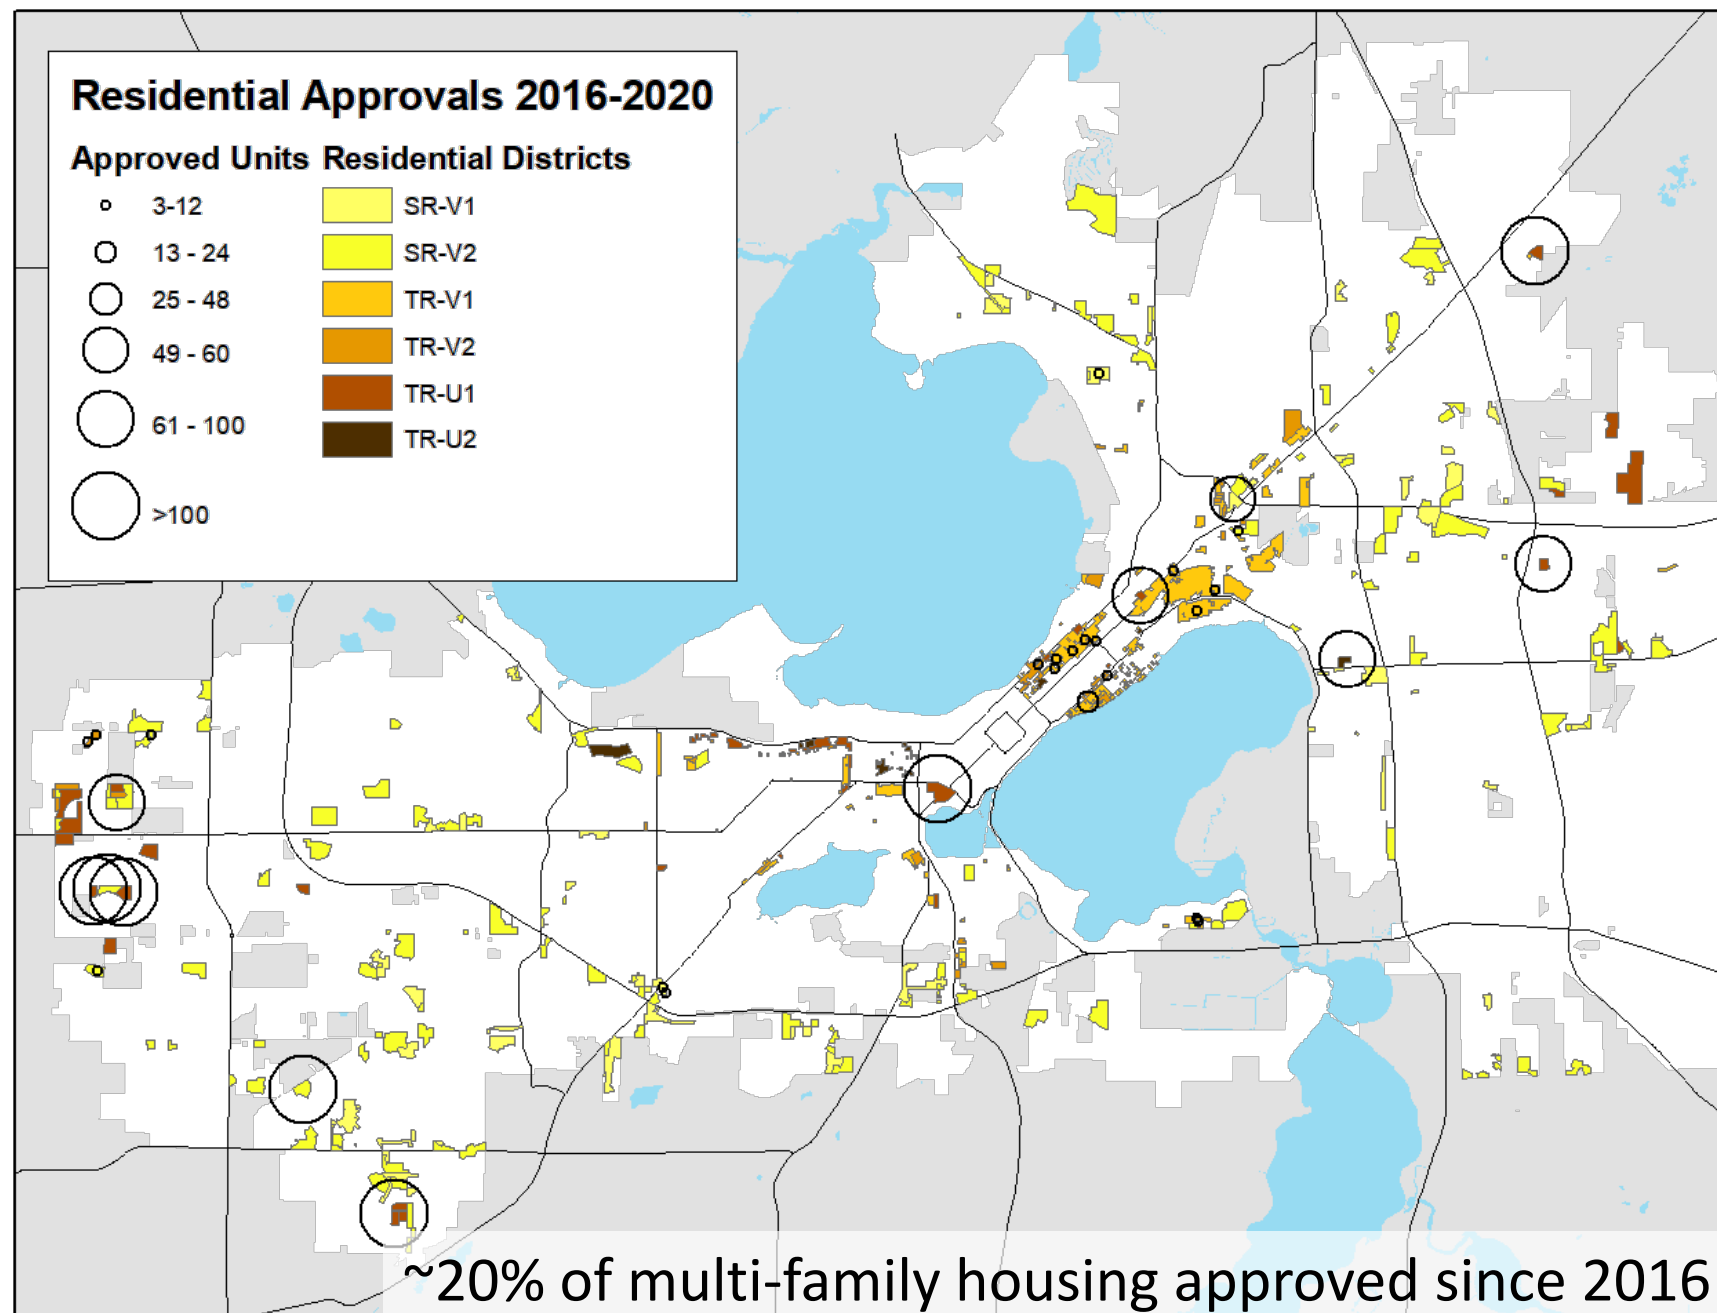 Residential Approvals 2016-2020
Approved Units Residential Districts
3-12 SR-V1
13 - 24 SR-V2
25 - 48 TR-V1
49 - 60 TR-V2
61 - 100 TR-U1
>100 TR-U2
~20% of multi-family housing approved since 2016